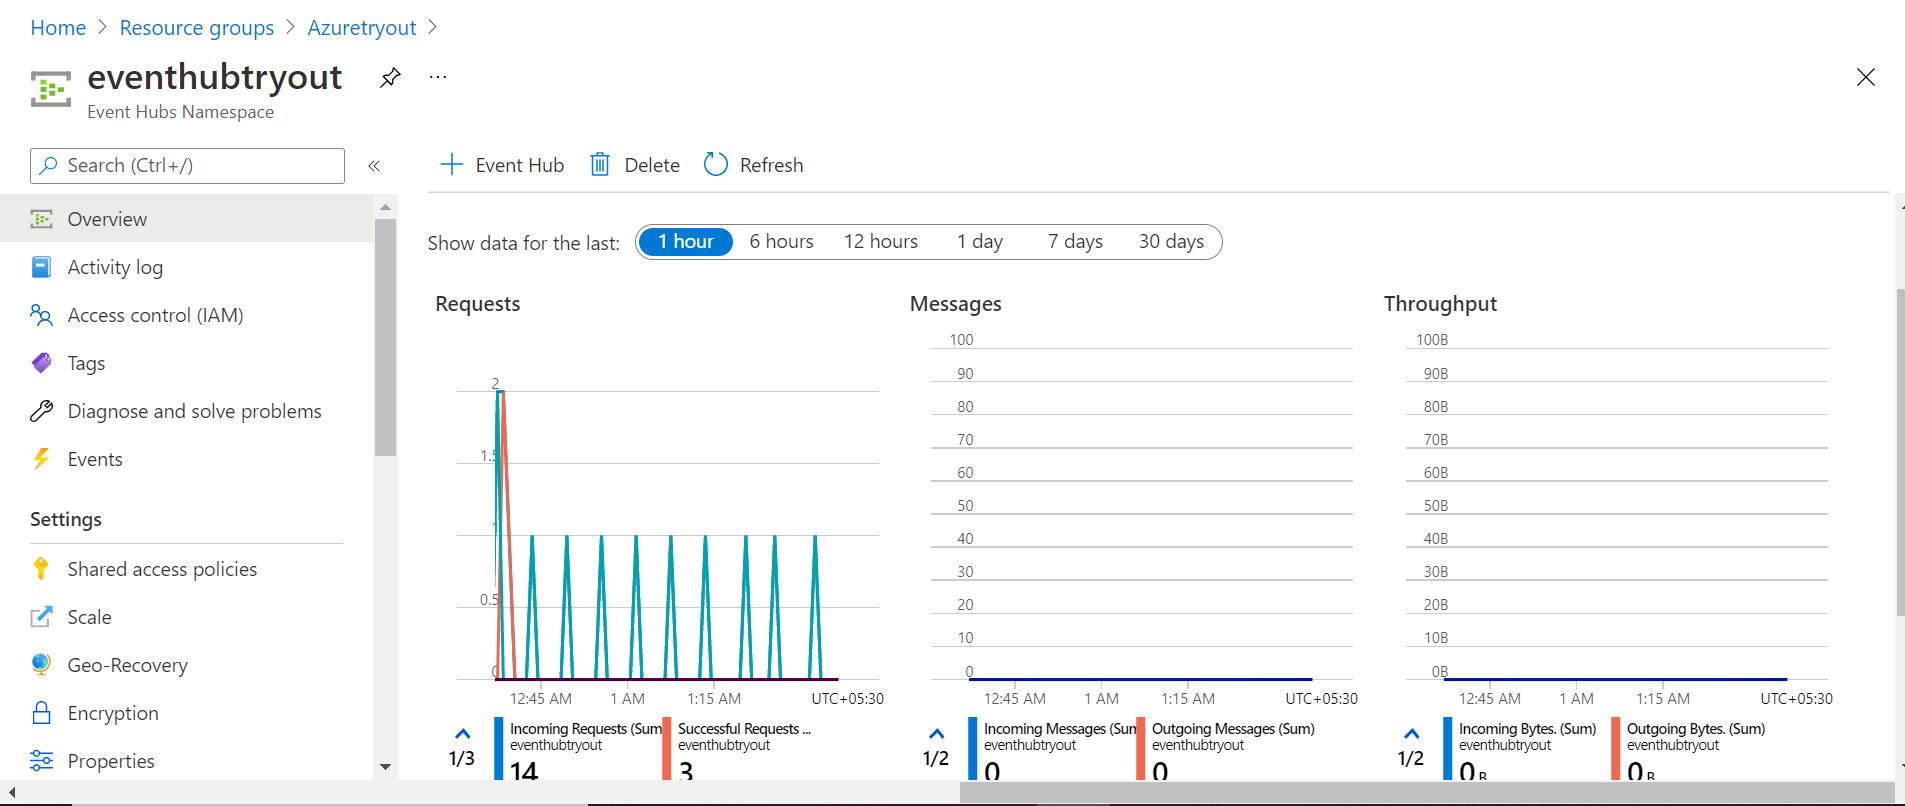 Home > Resource groups > Azuretryout >
eventhubtryout ...
Event Hubs Namespace
Search (Ctrl+/) «
Event Hub Delete Refresh
Overview
Activity log
Access control (IAM)
Tags
Diagnose and solve problems
Events
Settings
Shared access policies
Scale
Geo-Recovery
Encryption
Properties
Show data for the last: 1 hour 6 hours 12 hours 1 day 7 days 30 days
Requests
2
1.5
1
0.5
0
12:45 AM 1 AM 1:15 AM UTC+05:30
1/3
Incoming Requests (Sum
eventhubtryout
14
Successful Requests ...
eventhubtryout
3
Messages
100
90
80
70
60
50
40
30
20
10
0
12:45 AM 1 AM 1:15 AM UTC+05:30
1/2
Incoming Messages (Sum
eventhubtryout
0
Outgoing Messages (Sum)
eventhubtryout
0
Throughput
100B
90B
80B
70B
60B
50B
40B
30B
20B
10B
0B
12:45 AM 1 AM 1:15 AM UTC+05:30
1/2
Incoming Bytes. (Sum)
eventhubtryout
0 B
Outgoing Bytes. (Sum)
eventhubtryout
0 B